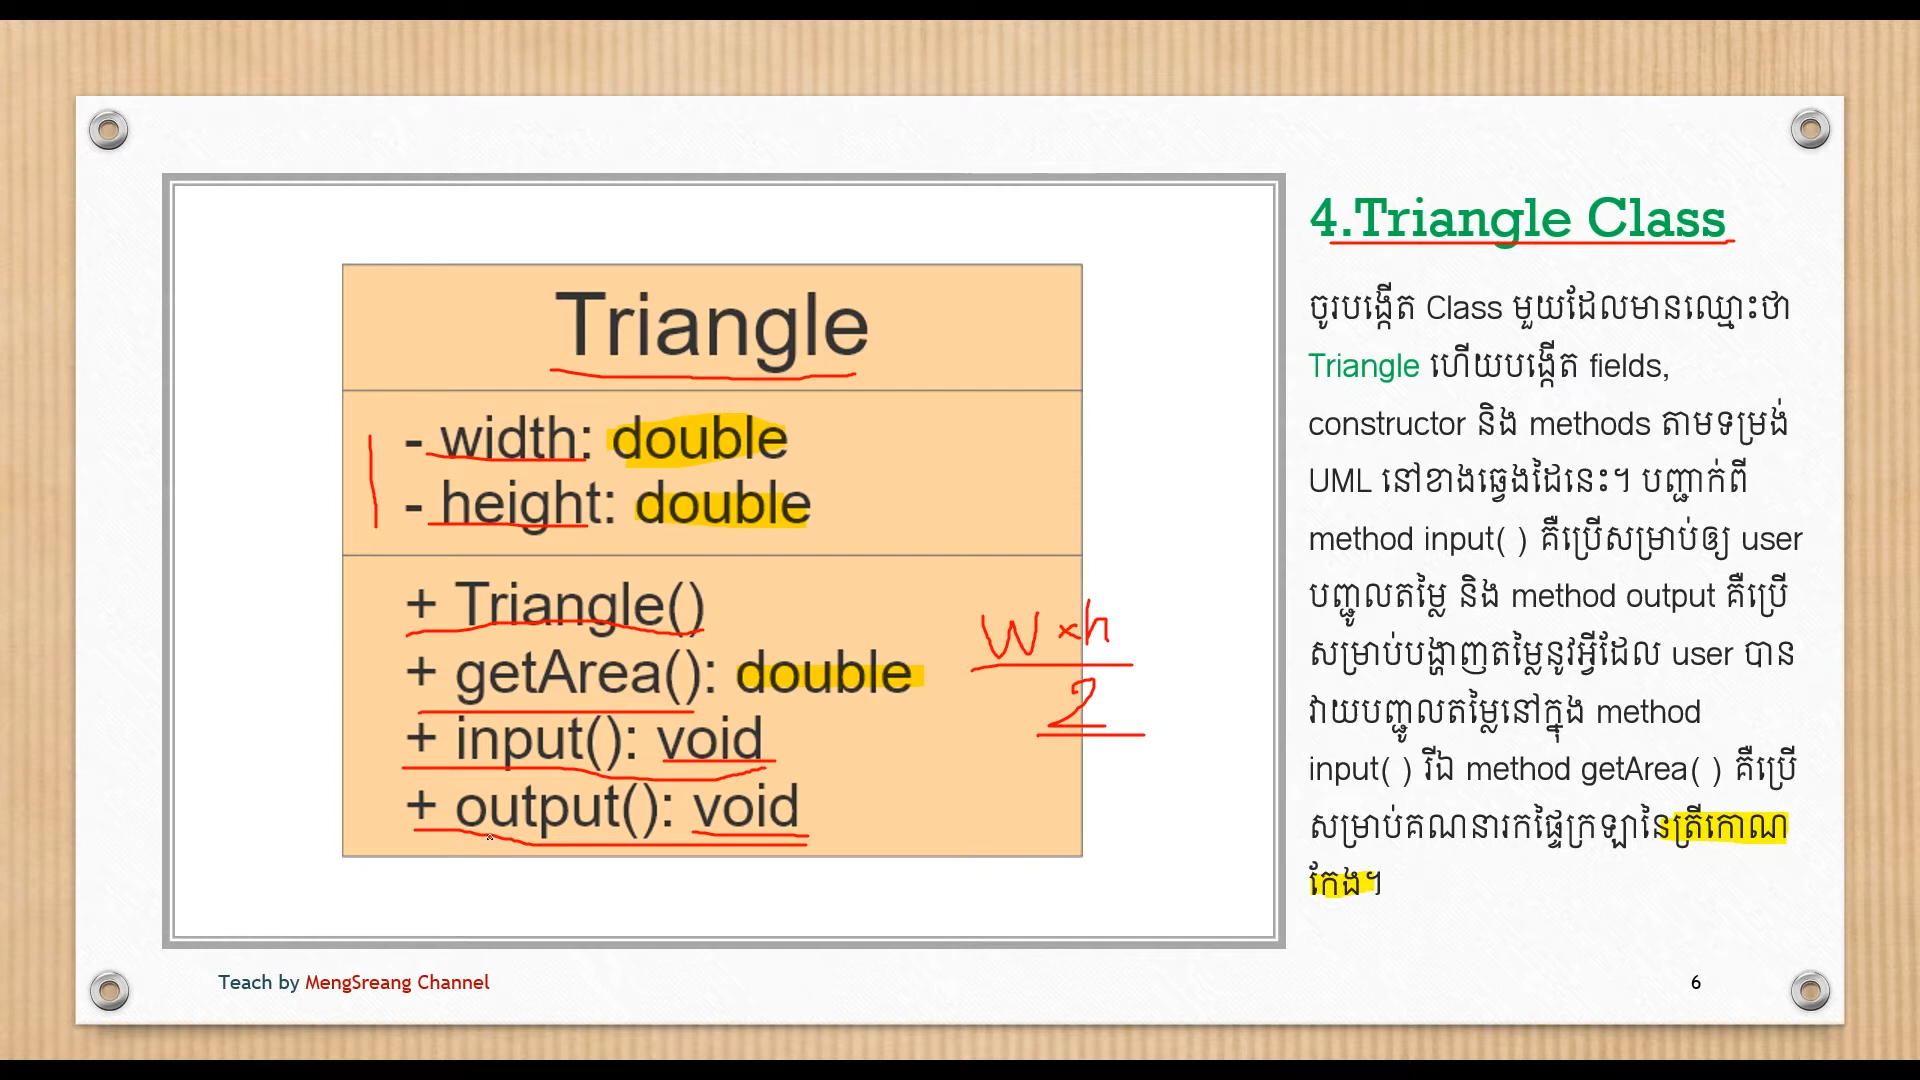 Triangle
- width: double
- height: double
+ Triangle()
+ getArea(): double
+ input(): void
+ output(): void
W × h
2
4.Triangle Class
ចូរបង្កើត Class មួយដែលមានឈ្មោះថា
Triangle ហើយបង្កើត fields,
constructor និង methods តាមទម្រង់
UML នៅខាងឆ្វេងដៃនេះ។ បញ្ជាក់ពី
method input( ) គឺប្រើសម្រាប់ឲ្យ user
បញ្ចូលតម្លៃ និង method output គឺប្រើ
សម្រាប់បង្ហាញតម្លៃនូវអ្វីដែល user បាន
វាយបញ្ចូលតម្លៃនៅក្នុង method
input( ) រីឯ method getArea( ) គឺប្រើ
សម្រាប់គណនារកផ្ទៃក្រឡានៃត្រីកោណ
កែង។
Teach by MengSreang Channel
6